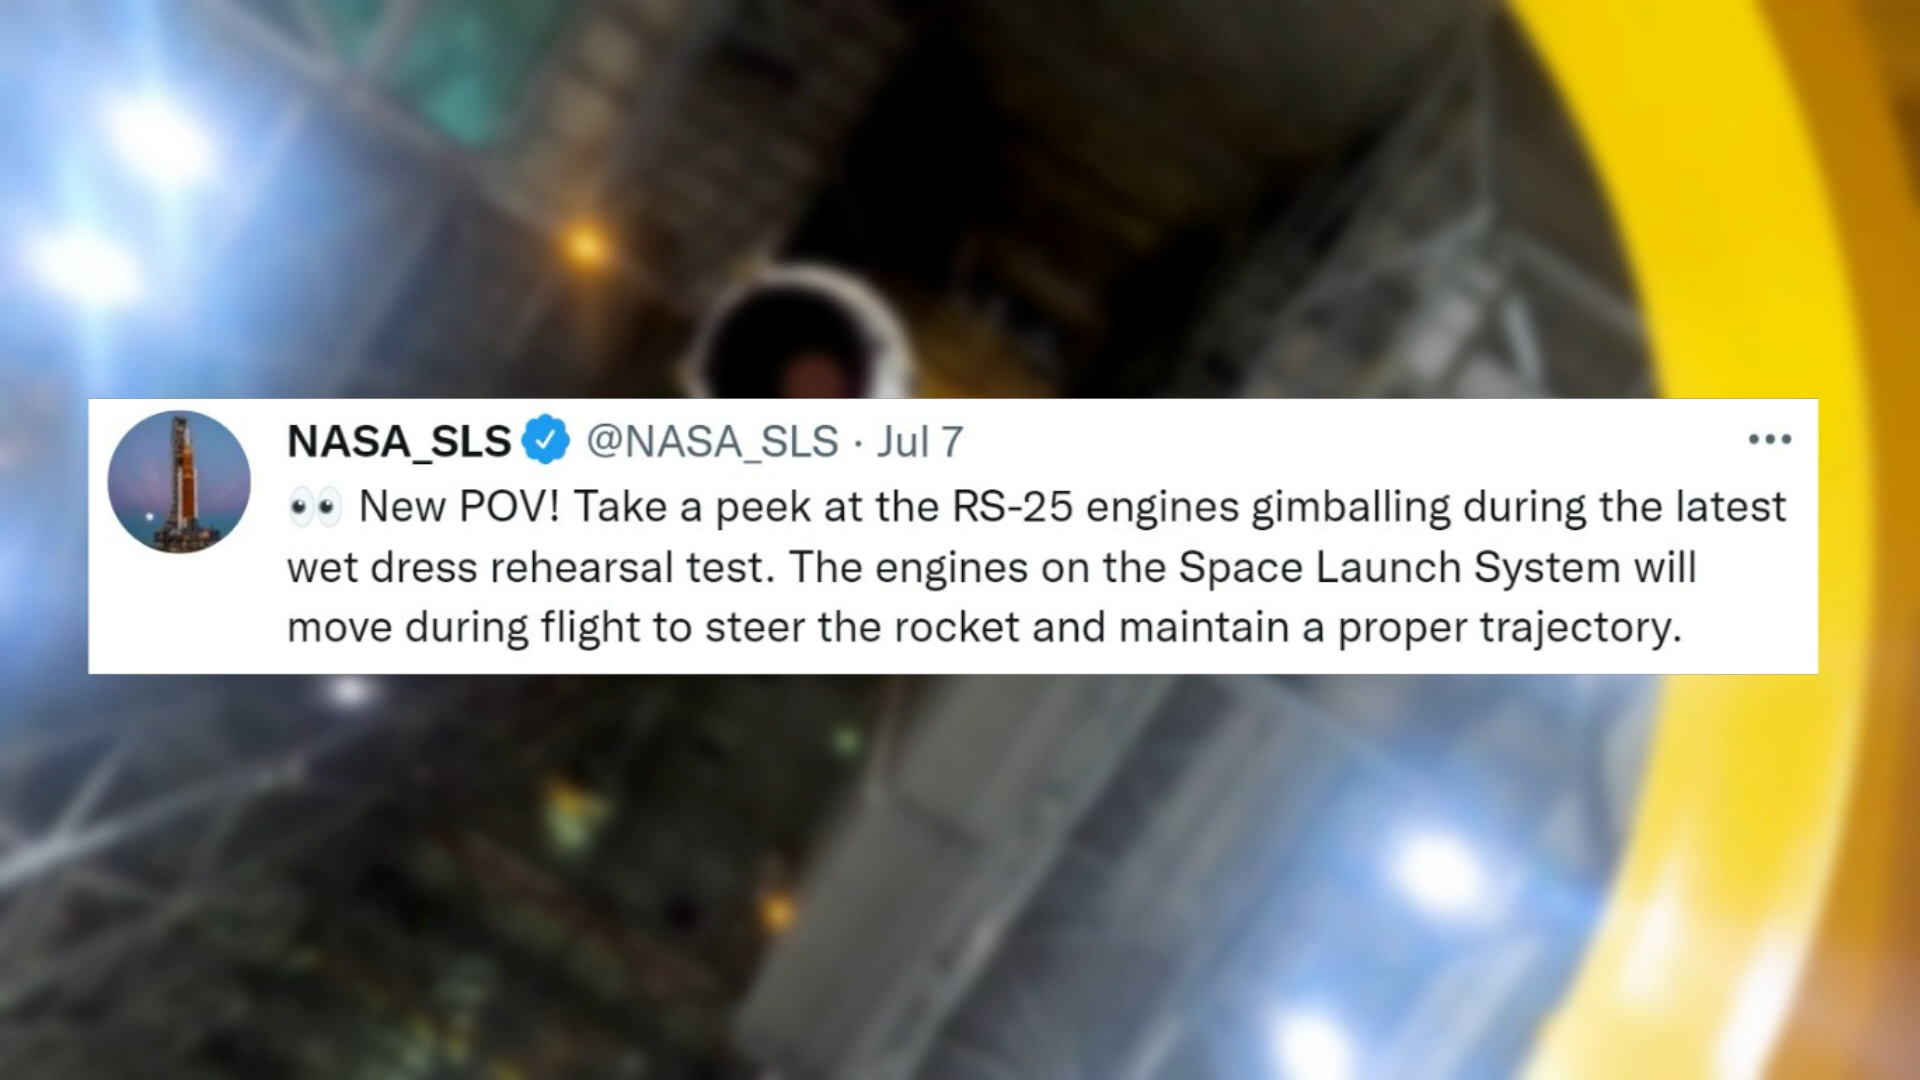 NASA_SLS @NASA_SLS · Jul 7
👀 New POV! Take a peek at the RS-25 engines gimballing during the latest
wet dress rehearsal test. The engines on the Space Launch System will
move during flight to steer the rocket and maintain a proper trajectory.